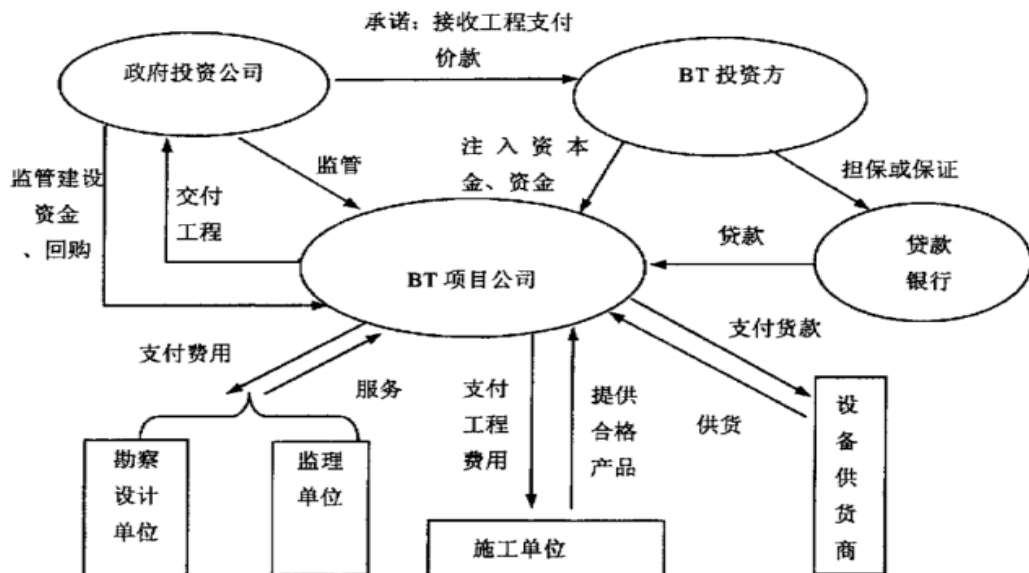 承诺：接收工程支付
价款
政府投资公司
BT 投资方
监管
注入资本
金、资金
担保或保证
监管建设
资金
、回购
交付
工程
贷款
贷款
银行
BT 项目公司
支付费用
服务
支付
工程
费用
提供
合格
产品
支付货款
供货
勘察
设计
单位
监理
单位
施工单位
设
备
供
货
商